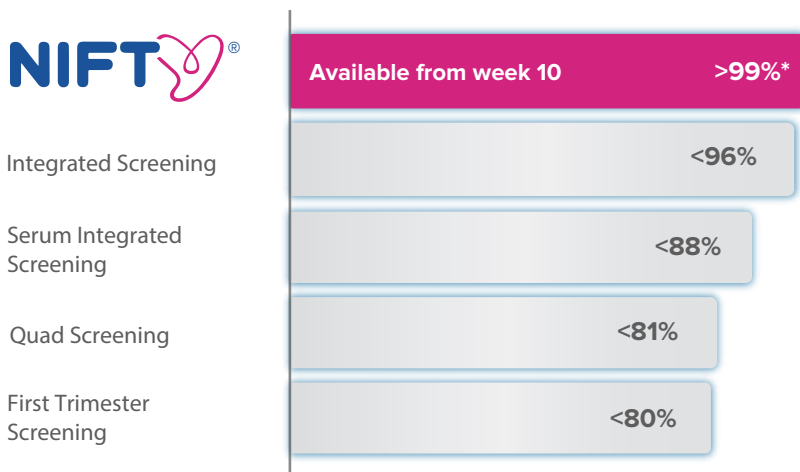 NIFTY®
Available from week 10 >99%*
Integrated Screening
<96%
Serum Integrated
Screening
<88%
Quad Screening
<81%
First Trimester
Screening
<80%